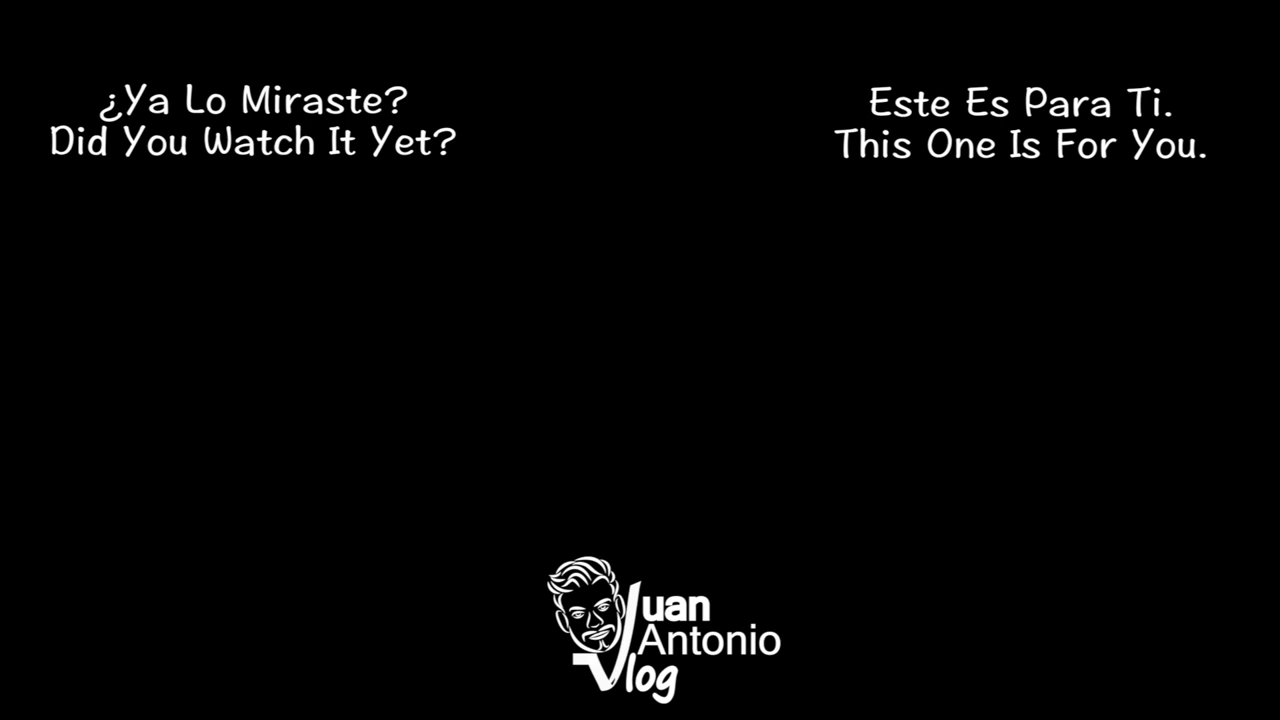 ¿Ya Lo Miraste?
Did You Watch It Yet?
Este Es Para Ti.
This One Is For You.
Juan
Antonio
Vlog